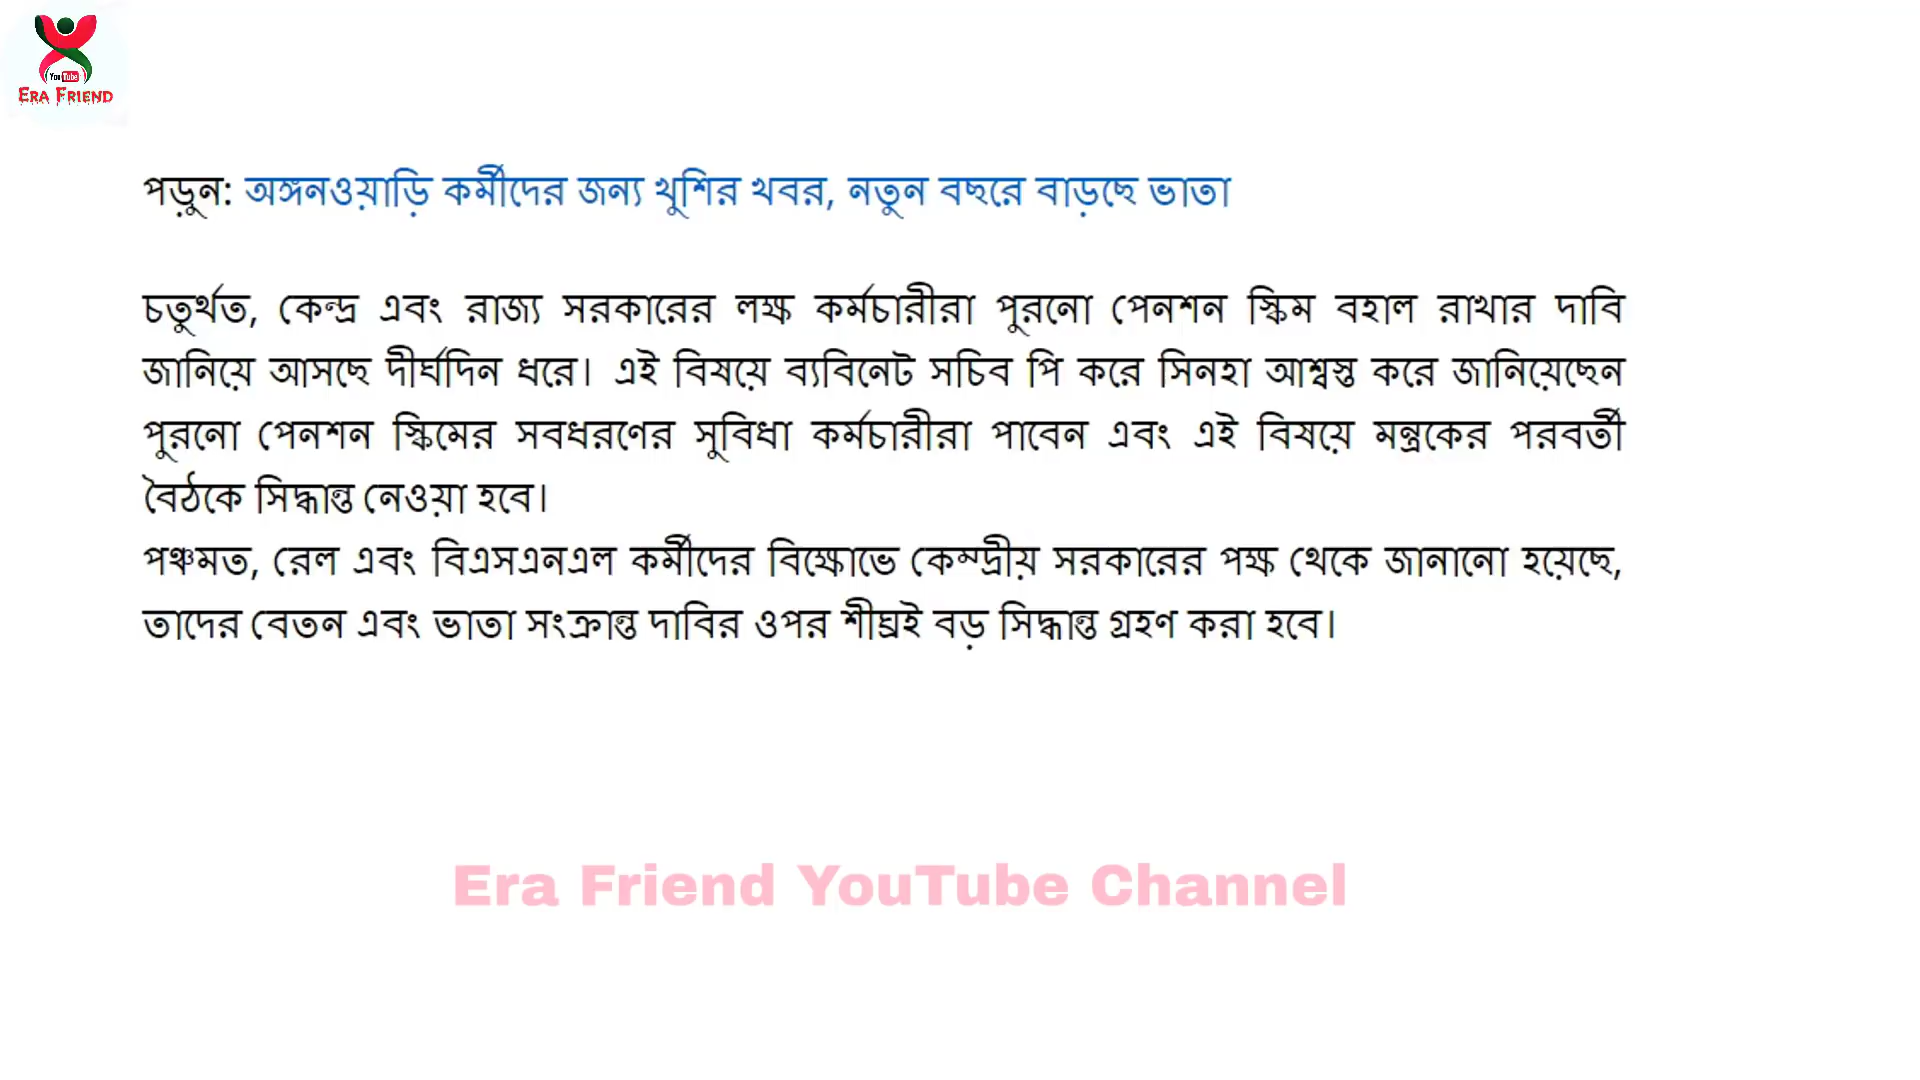 You Tube
ERA FRIEND
পড়ুন: অঙ্গনওয়াড়ি কর্মীদের জন্য খুশির খবর, নতুন বছরে বাড়ছে ভাতা
চতুর্থত, কেন্দ্র এবং রাজ্য সরকারের লক্ষ কর্মচারীরা পুরনো পেনশন স্কিম বহাল রাখার দাবি
জানিয়ে আসছে দীর্ঘদিন ধরে। এই বিষয়ে ব্যবিনেট সচিব পি করে সিনহা আশ্বস্ত করে জানিয়েছেন
পুরনো পেনশন স্কিমের সবধরণের সুবিধা কর্মচারীরা পাবেন এবং এই বিষয়ে মন্ত্রকের পরবর্তী
বৈঠকে সিদ্ধান্ত নেওয়া হবে।
পঞ্চমত, রেল এবং বিএসএনএল কর্মীদের বিক্ষোভে কেম্দ্রীয় সরকারের পক্ষ থেকে জানানো হয়েছে,
তাদের বেতন এবং ভাতা সংক্রান্ত দাবির ওপর শীঘ্রই বড় সিদ্ধান্ত গ্রহণ করা হবে।
Era Friend YouTube Channel